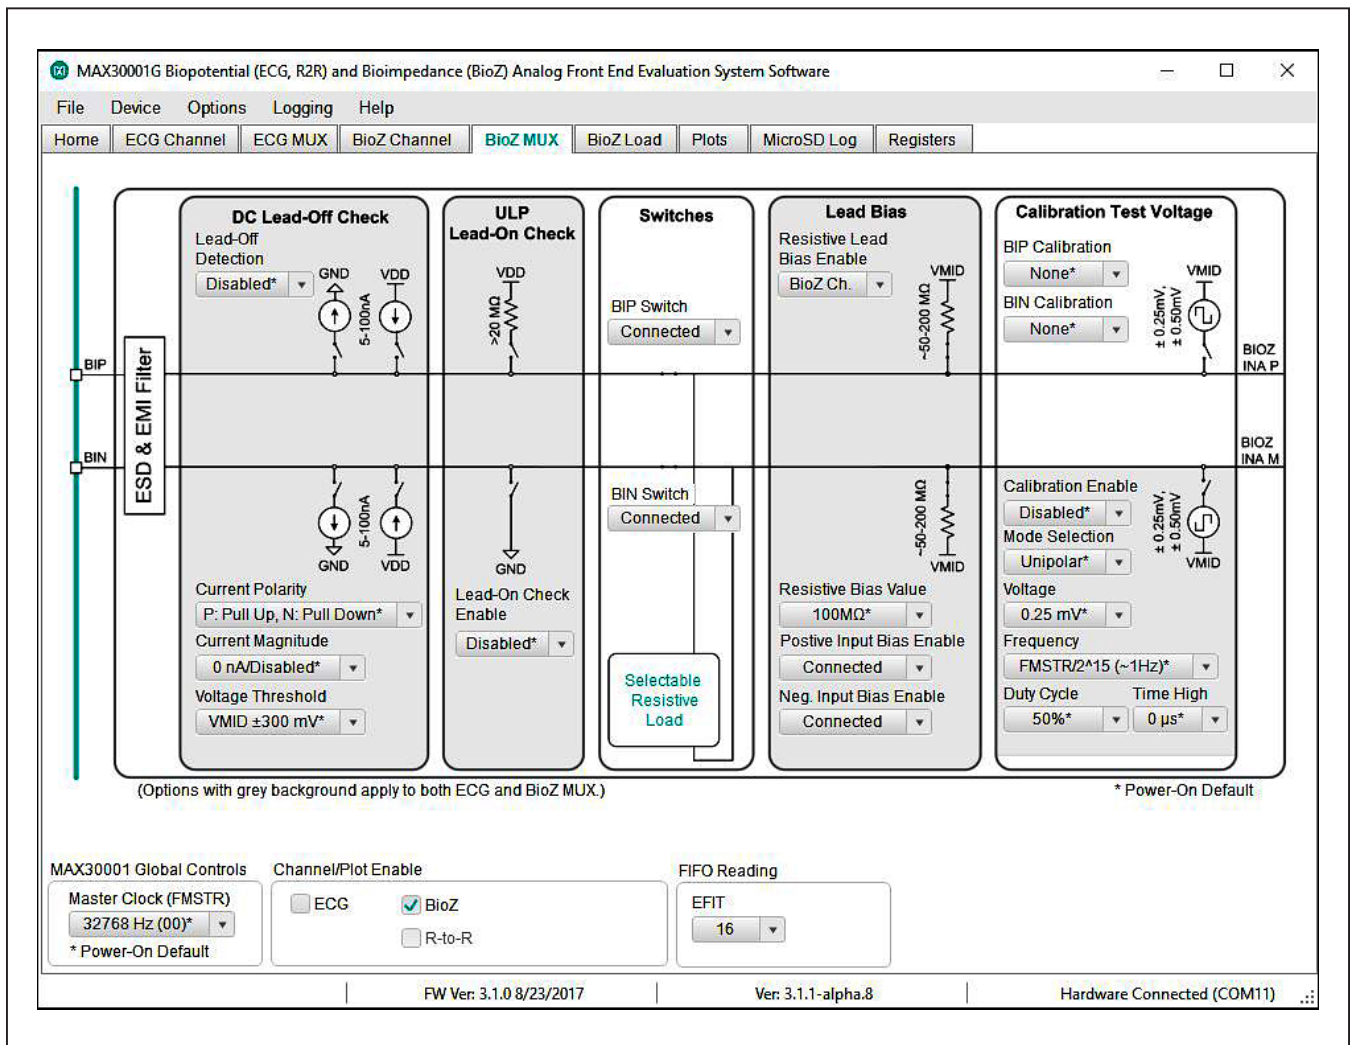 MAX30001G Biopotential (ECG, R2R) and Bioimpedance (BioZ) Analog Front End Evaluation System Software
File Device Options Logging Help
Home ECG Channel ECG MUX BioZ Channel BioZ MUX BioZ Load Plots MicroSD Log Registers
BIP
BIN
ESD & EMI Filter
DC Lead-Off Check
Lead-Off
Detection
Disabled*
GND VDD
5-100nA
5-100nA
GND VDD
Current Polarity
P: Pull Up, N: Pull Down*
Current Magnitude
0 nA/Disabled*
Voltage Threshold
VMID ±300 mV*
ULP
Lead-On Check
VDD
>20 MΩ
GND
Lead-On Check
Enable
Disabled*
Switches
BIP Switch
Connected
BIN Switch
Connected
Selectable
Resistive
Load
Lead Bias
Resistive Lead
Bias Enable
BioZ Ch.
VMID
~50-200 MΩ
~50-200 MΩ
VMID
Resistive Bias Value
100MΩ*
Postive Input Bias Enable
Connected
Neg. Input Bias Enable
Connected
Calibration Test Voltage
BIP Calibration
None*
BIN Calibration
None*
VMID
± 0.25mV,
± 0.50mV
BIOZ
INA P
BIOZ
INA M
Calibration Enable
Disabled*
Mode Selection
Unipolar*
± 0.25mV,
± 0.50mV
VMID
Voltage
0.25 mV*
Frequency
FMSTR/2^15 (~1Hz)*
Duty Cycle Time High
50%* 0 µs*
(Options with grey background apply to both ECG and BioZ MUX.)
* Power-On Default
MAX30001 Global Controls
Master Clock (FMSTR)
32768 Hz (00)*
* Power-On Default
Channel/Plot Enable
ECG BioZ
R-to-R
FIFO Reading
EFIT
16
FW Ver: 3.1.0 8/23/2017 Ver: 3.1.1-alpha.8 Hardware Connected (COM11)